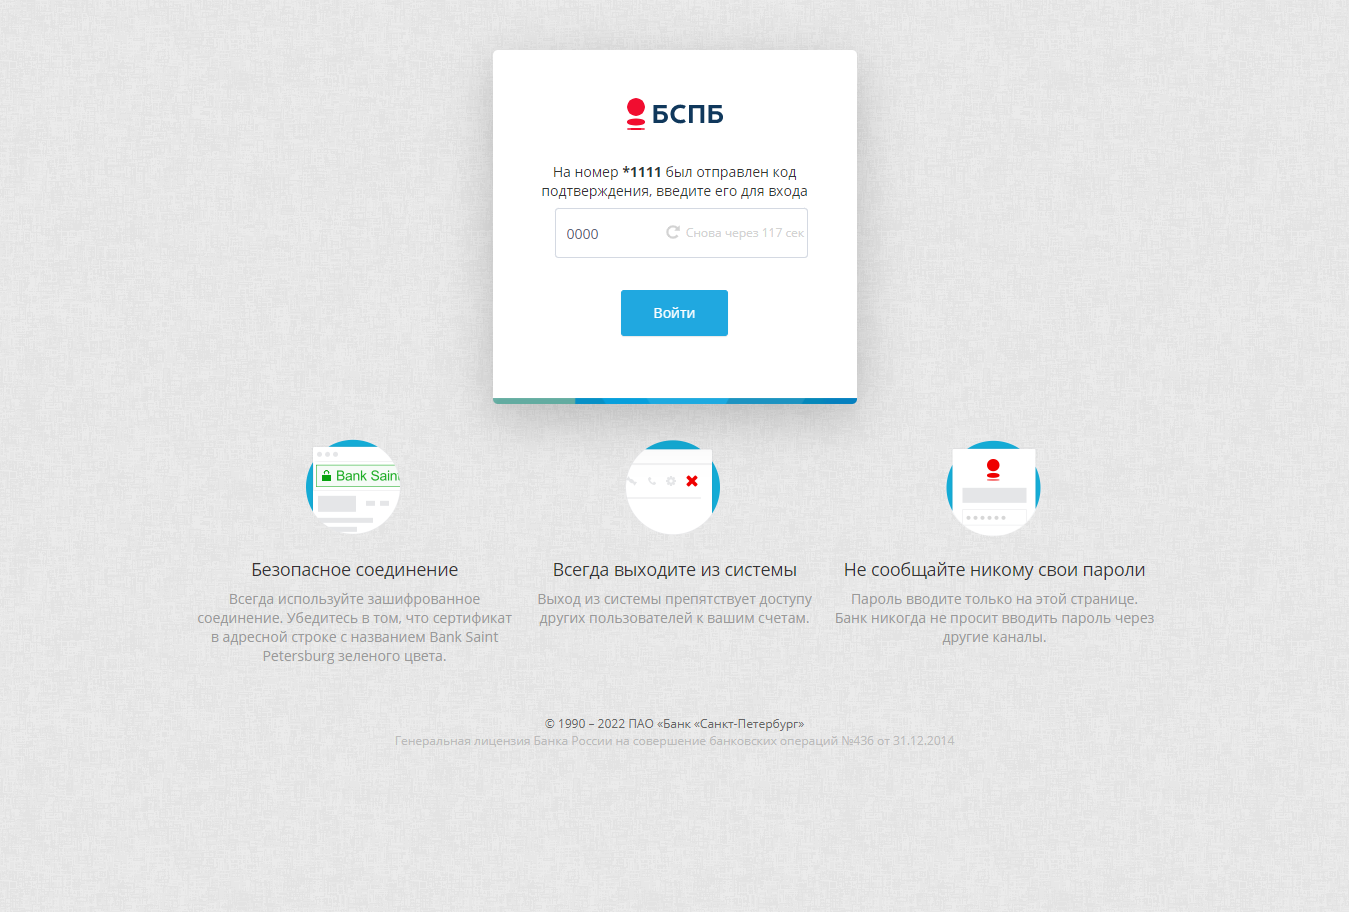 БСПБ
На номер *1111 был отправлен код
подтверждения, введите его для входа
0000
Снова через 117 сек
Войти
Bank Saint
Безопасное соединение
Всегда используйте зашифрованное
соединение. Убедитесь в том, что сертификат
в адресной строке с названием Bank Saint
Petersburg зеленого цвета.
Всегда выходите из системы
Выход из системы препятствует доступу
других пользователей к вашим счетам.
Не сообщайте никому свои пароли
Пароль вводите только на этой странице.
Банк никогда не просит вводить пароль через
другие каналы.
© 1990 – 2022 ПАО «Банк «Санкт-Петербург»
Генеральная лицензия Банка России на совершение банковских операций №436 от 31.12.2014